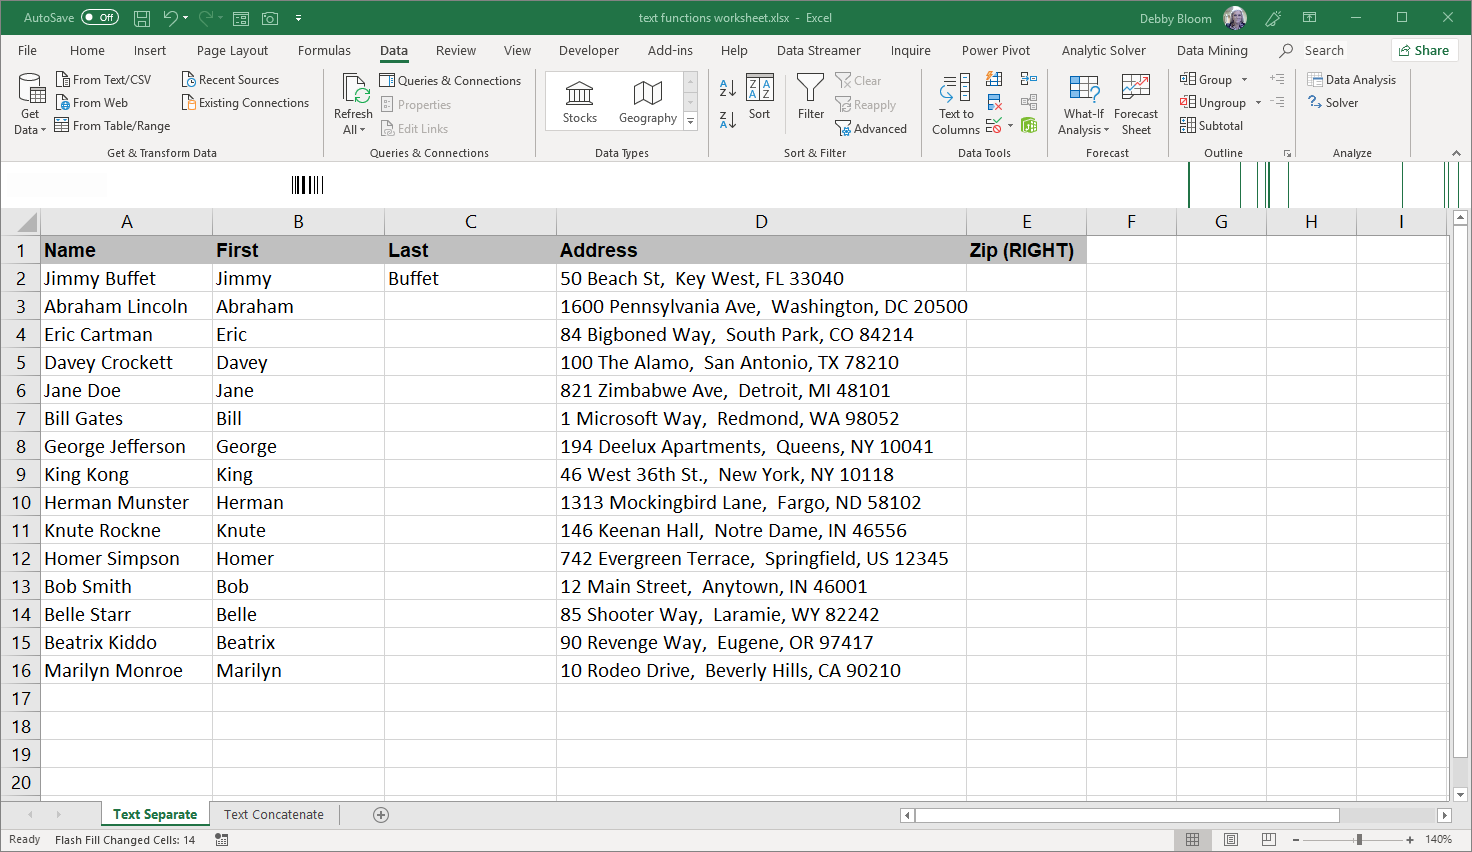 AutoSave Off text functions worksheet.xlsx - Excel Debby Bloom
File Home Insert Page Layout Formulas Data Review View Developer Add-ins Help Data Streamer Inquire Power Pivot Analytic Solver Data Mining Search Share
Get Data
From Text/CSV
From Web
From Table/Range
Recent Sources
Existing Connections
Get & Transform Data
Refresh All
Queries & Connections
Properties
Edit Links
Queries & Connections
Stocks
Geography
Data Types
Sort
Filter
Clear
Reapply
Advanced
Sort & Filter
Text to Columns
Data Tools
What-If Analysis
Forecast Sheet
Forecast
Group
Ungroup
Subtotal
Outline
Data Analysis
Solver
Analyze
A B C D E F G H I
1 Name First Last Address Zip (RIGHT)
2 Jimmy Buffet Jimmy Buffet 50 Beach St,  Key West, FL 33040
3 Abraham Lincoln Abraham 1600 Pennsylvania Ave,  Washington, DC 20500
4 Eric Cartman Eric 84 Bigboned Way,  South Park, CO 84214
5 Davey Crockett Davey 100 The Alamo,  San Antonio, TX 78210
6 Jane Doe Jane 821 Zimbabwe Ave,  Detroit, MI 48101
7 Bill Gates Bill 1 Microsoft Way,  Redmond, WA 98052
8 George Jefferson George 194 Deelux Apartments,  Queens, NY 10041
9 King Kong King 46 West 36th St.,  New York, NY 10118
10 Herman Munster Herman 1313 Mockingbird Lane,  Fargo, ND 58102
11 Knute Rockne Knute 146 Keenan Hall,  Notre Dame, IN 46556
12 Homer Simpson Homer 742 Evergreen Terrace,  Springfield, US 12345
13 Bob Smith Bob 12 Main Street,  Anytown, IN 46001
14 Belle Starr Belle 85 Shooter Way,  Laramie, WY 82242
15 Beatrix Kiddo Beatrix 90 Revenge Way,  Eugene, OR 97417
16 Marilyn Monroe Marilyn 10 Rodeo Drive,  Beverly Hills, CA 90210
17
18
19
20
Text Separate Text Concatenate
Ready Flash Fill Changed Cells: 14 140%